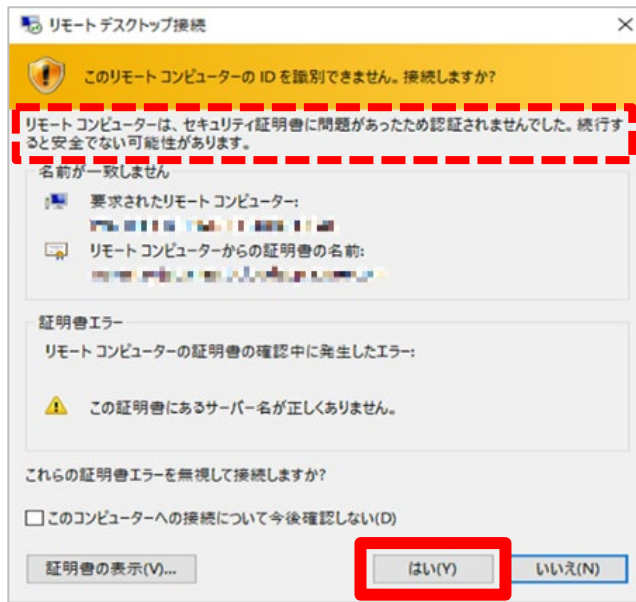 リモート デスクトップ接続
このリモート コンピューターの ID を識別できません。接続しますか?
リモート コンピューターは、セキュリティ証明書に問題があったため認証されませんでした。続行す
ると安全でない可能性があります。
名前が一致しません
要求されたリモート コンピューター:
リモート コンピューターからの証明書の名前:
証明書エラー
リモート コンピューターの証明書の確認中に発生したエラー:
この証明書にあるサーバー名が正しくありません。
これらの証明書エラーを無視して接続しますか?
このコンピューターへの接続について今後確認しない(D)
証明書の表示(V)...
はい(Y)
いいえ(N)